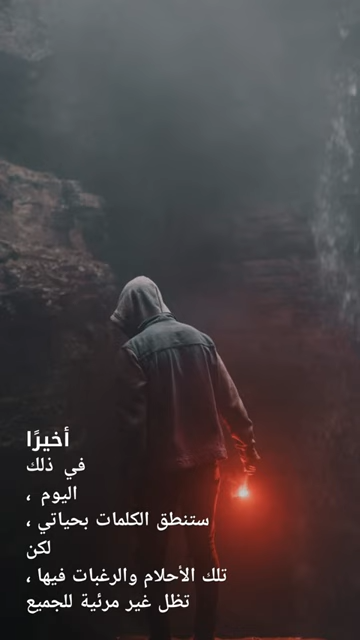 أخيرًا
في ذلك
اليوم ،
ستنطق الكلمات بحياتي ،
لكن
تلك الأحلام والرغبات فيها ،
تظل غير مرئية للجميع